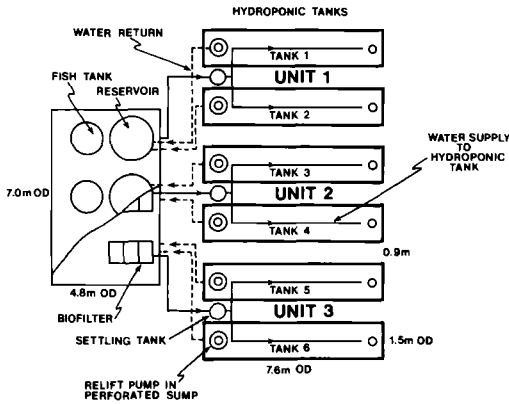 HYDROPONIC TANKS
WATER RETURN
TANK 1
FISH TANK
UNIT 1
RESERVOIR
TANK 2
WATER SUPPLY
TO
HYDROPONIC
TANK
TANK 3
7.0m OD
UNIT 2
TANK 4
0.9m
TANK 5
4.8m OD
BIOFILTER
UNIT 3
SETTLING TANK
TANK 6
1.5m OD
7.6m OD
RELIFT PUMP IN
PERFORATED SUMP